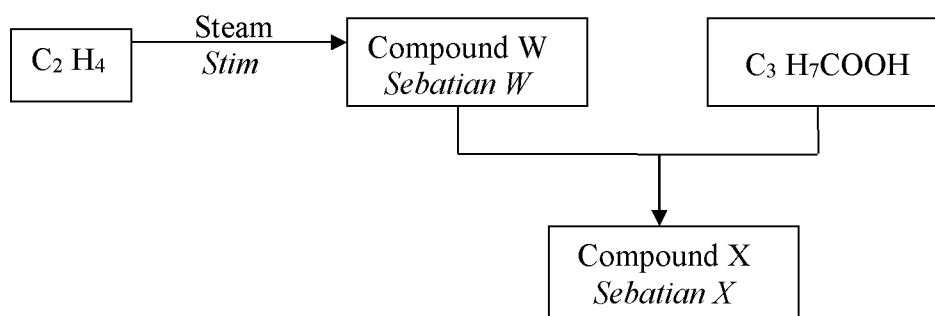 C₂ H₄
Steam
Stim
Compound W
Sebatian W
C₃ H₇COOH
Compound X
Sebatian X